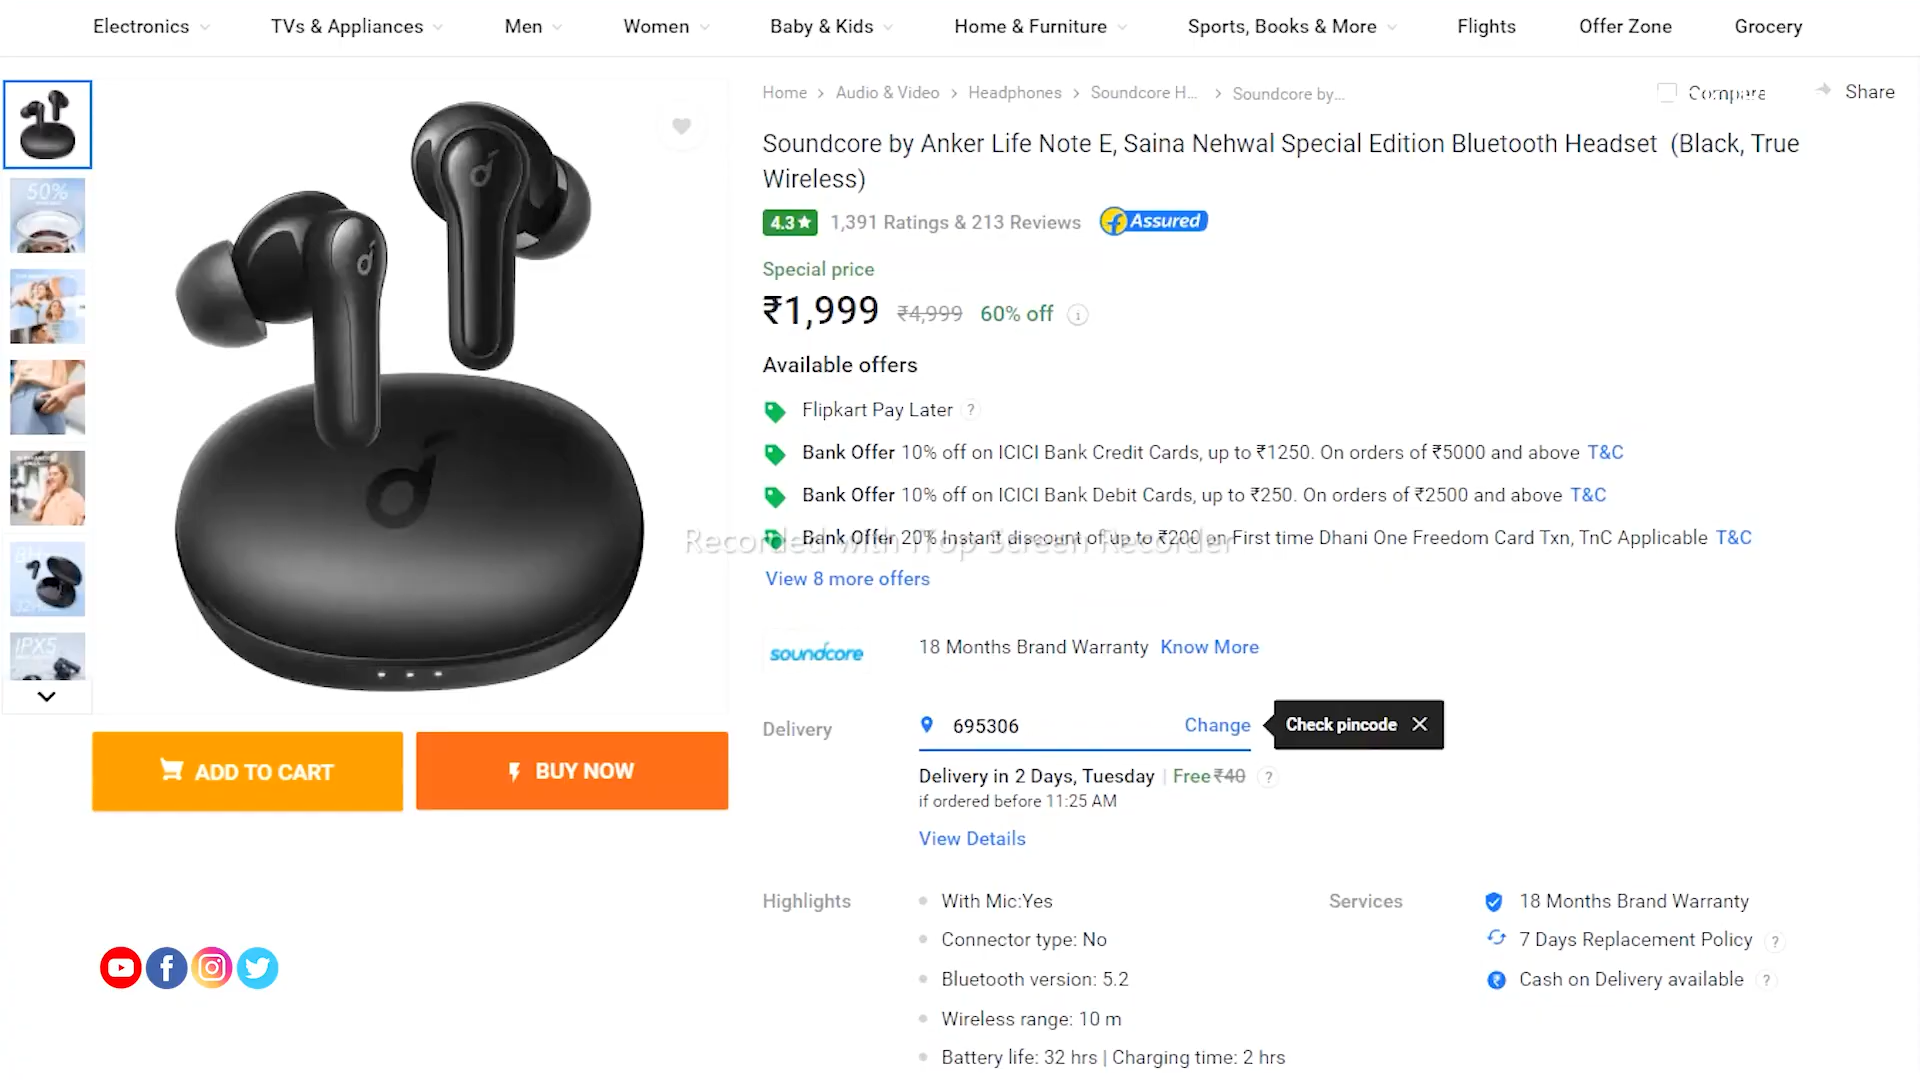 Electronics TVs & Appliances Men Women Baby & Kids Home & Furniture Sports, Books & More Flights Offer Zone Grocery
Home > Audio & Video > Headphones > Soundcore H... > Soundcore by...
Compare Share
Soundcore by Anker Life Note E, Saina Nehwal Special Edition Bluetooth Headset (Black, True
Wireless)
4.3★ 1,391 Ratings & 213 Reviews Assured
Special price
₹1,999 ₹4,999 60% off
Available offers
Flipkart Pay Later ?
Bank Offer 10% off on ICICI Bank Credit Cards, up to ₹1250. On orders of ₹5000 and above T&C
Bank Offer 10% off on ICICI Bank Debit Cards, up to ₹250. On orders of ₹2500 and above T&C
Bank Offer 20% Instant discount of up to ₹200 on First time Dhani One Freedom Card Txn, TnC Applicable T&C
Recorded with iTop Screen Recorder
View 8 more offers
soundcore 18 Months Brand Warranty Know More
Delivery 695306 Change Check pincode
Delivery in 2 Days, Tuesday | Free ₹40 ?
if ordered before 11:25 AM
View Details
50%
8H
32H
IPX5
ADD TO CART BUY NOW
Highlights
With Mic:Yes
Connector type: No
Bluetooth version: 5.2
Wireless range: 10 m
Battery life: 32 hrs | Charging time: 2 hrs
Services
18 Months Brand Warranty
7 Days Replacement Policy ?
Cash on Delivery available ?